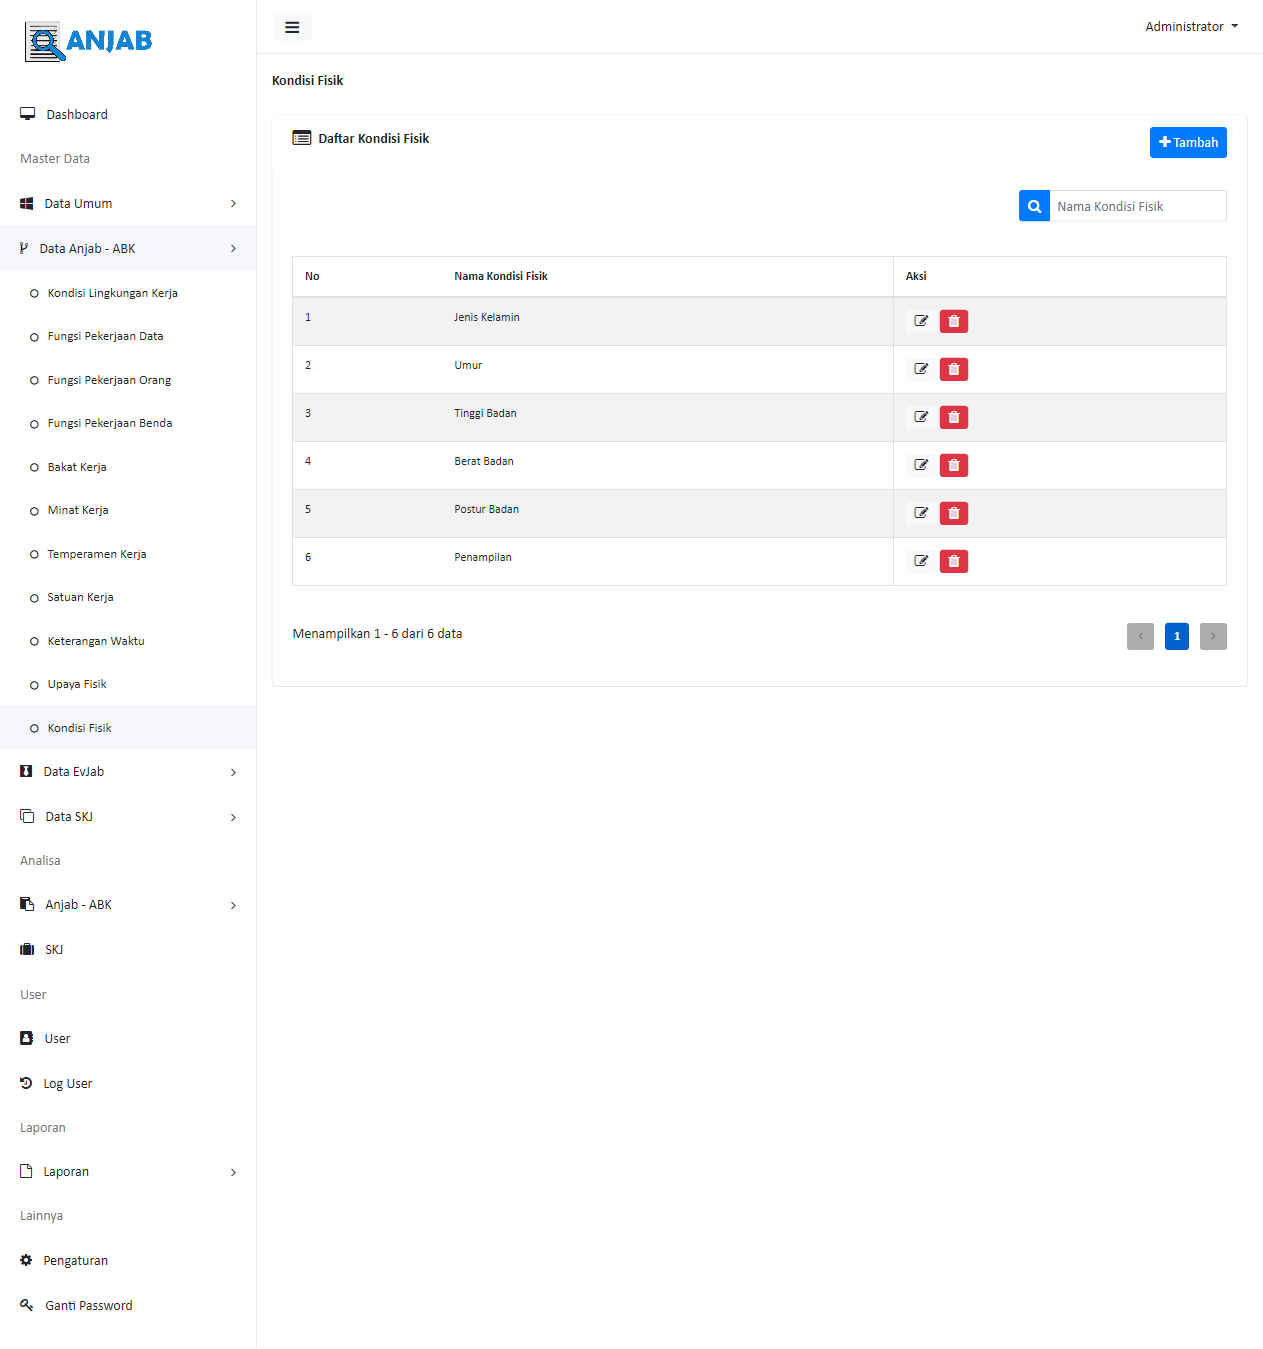 ANJAB
Administrator
Kondisi Fisik
Dashboard
Master Data
Data Umum
Data Anjab - ABK
Kondisi Lingkungan Kerja
Fungsi Pekerjaan Data
Fungsi Pekerjaan Orang
Fungsi Pekerjaan Benda
Bakat Kerja
Minat Kerja
Temperamen Kerja
Satuan Kerja
Keterangan Waktu
Upaya Fisik
Kondisi Fisik
Data EvJab
Data SKJ
Analisa
Anjab - ABK
SKJ
User
User
Log User
Laporan
Laporan
Lainnya
Pengaturan
Ganti Password
Daftar Kondisi Fisik
Tambah
Nama Kondisi Fisik
No Nama Kondisi Fisik Aksi
1 Jenis Kelamin
2 Umur
3 Tinggi Badan
4 Berat Badan
5 Postur Badan
6 Penampilan
Menampilkan 1 - 6 dari 6 data
‹ 1 ›